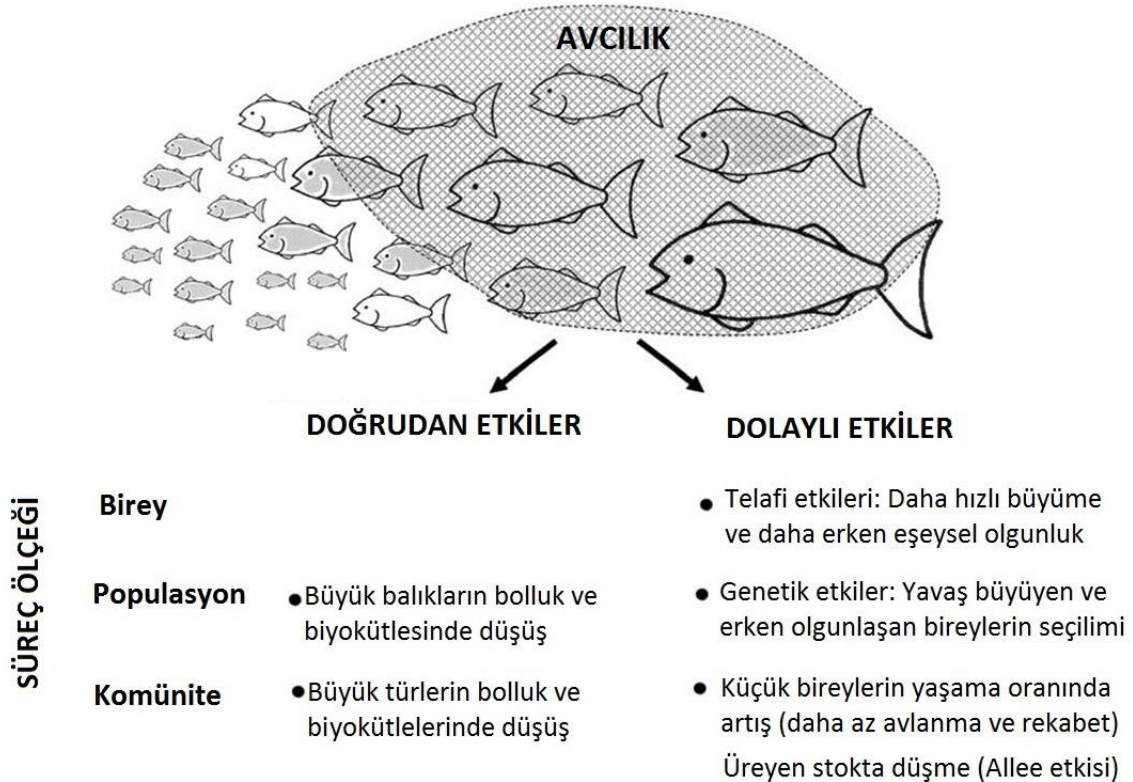 AVCILIK
DOĞRUDAN ETKİLER
DOLAYLI ETKİLER
SÜREÇ ÖLÇEĞİ
Birey
● Telafi etkileri: Daha hızlı büyüme
ve daha erken eşeysel olgunluk
Populasyon
● Büyük balıkların bolluk ve
biyokütlesinde düşüş
● Genetik etkiler: Yavaş büyüyen ve
erken olgunlaşan bireylerin seçilimi
Komünite
● Büyük türlerin bolluk ve
biyokütlelerinde düşüş
● Küçük bireylerin yaşama oranında
artış (daha az avlanma ve rekabet)
Üreyen stokta düşme (Allee etkisi)